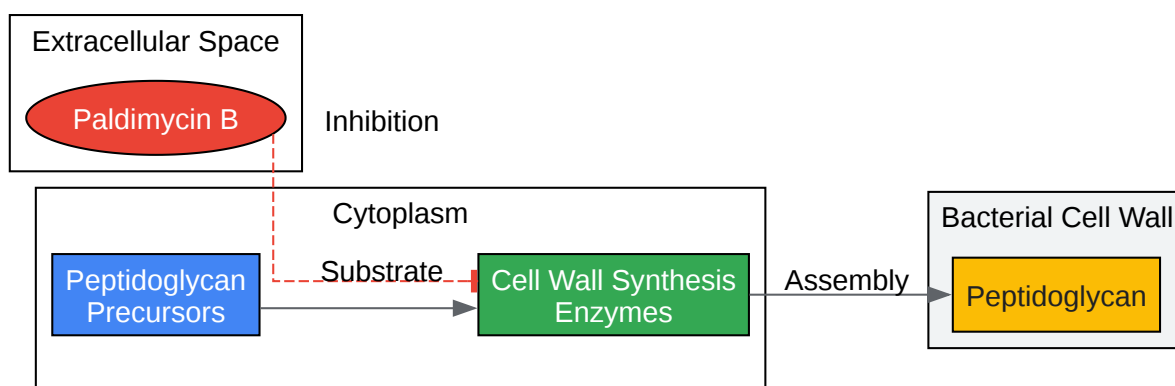 Extracellular Space
Paldimycin B
Inhibition
Cytoplasm
Bacterial Cell Wall
Peptidoglycan
Precursors
Substrate
Cell Wall Synthesis
Enzymes
Assembly
Peptidoglycan